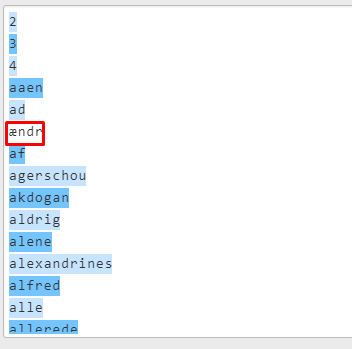 2
3
4
aaen
ad
ændr
af
agerschou
akdogan
aldrig
alene
alexandrines
alfred
alle
allerede